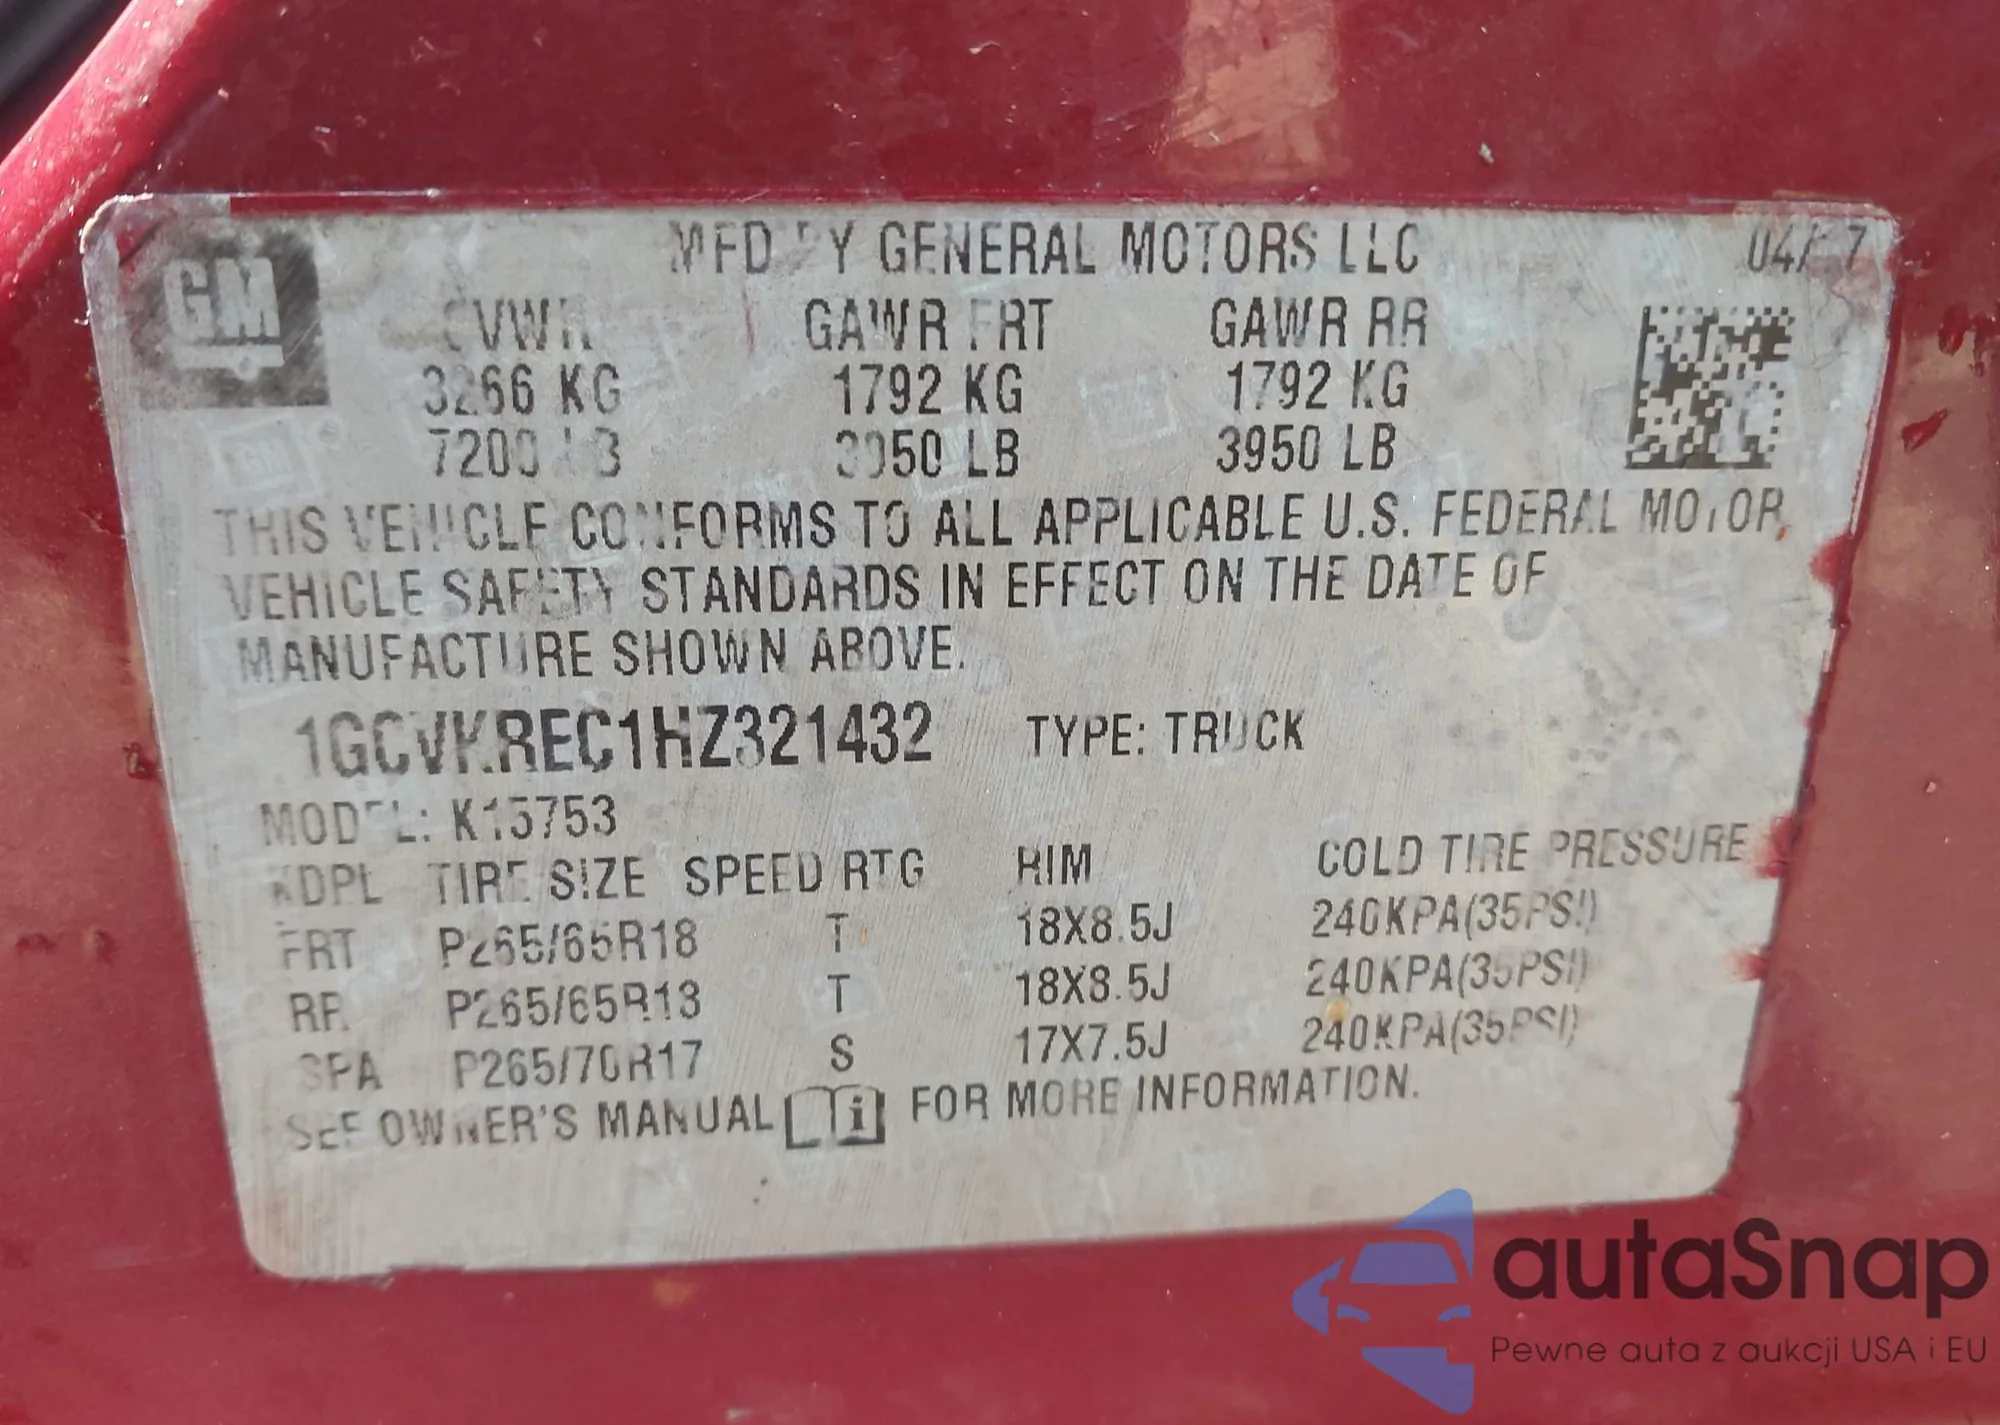 GM
MFD BY GENERAL MOTORS LLC 04/17
GVWR GAWR FRT GAWR RR
3266 KG 1792 KG 1792 KG
7200 LB 3950 LB 3950 LB
THIS VEHICLE CONFORMS TO ALL APPLICABLE U.S. FEDERAL MOTOR
VEHICLE SAFETY STANDARDS IN EFFECT ON THE DATE OF
MANUFACTURE SHOWN ABOVE.
1GCVKREC1HZ321432 TYPE: TRUCK
MODEL: K15753
TIRE SIZE SPEED RTG RIM COLD TIRE PRESSURE
FRT P265/65R18 T 18X8.5J 240KPA(35PSI)
RR P265/65R18 T 18X8.5J 240KPA(35PSI)
SPA P265/70R17 S 17X7.5J 240KPA(35PSI)
SEE OWNER'S MANUAL i FOR MORE INFORMATION.
autaSnap
Pewne auta z aukcji USA i EU